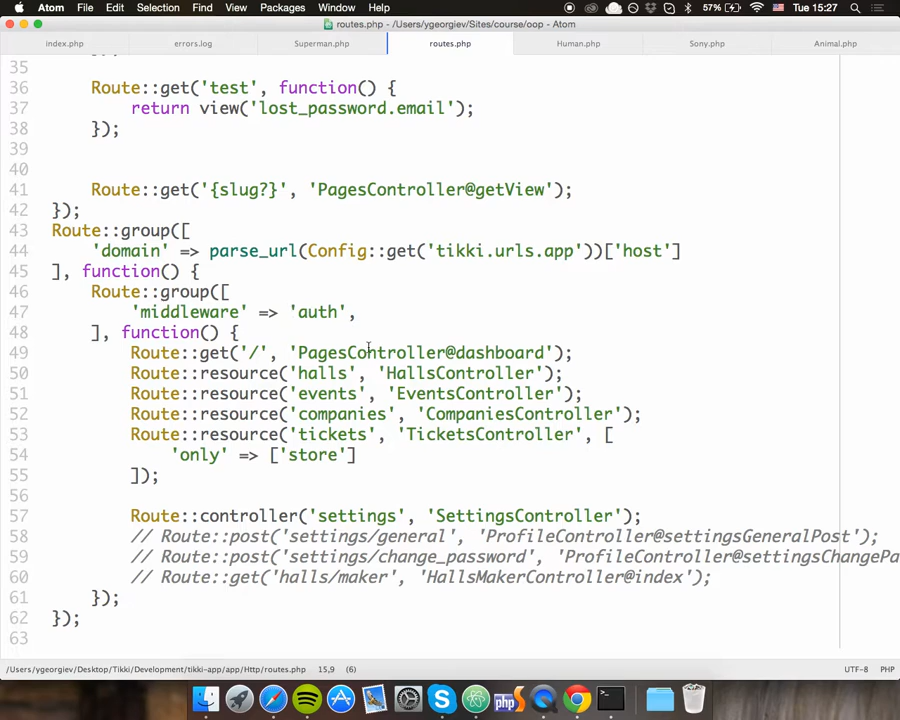 Atom File Edit View Selection Find Packages Window Help 57% Tue 15:27
routes.php - /Users/ygeorgiev/Sites/course/oop - Atom
index.php errors.log Superman.php routes.php Human.php Sony.php Animal.php
35
36 Route::get('test', function() {
37 return view('lost_password.email');
38 });
39
40
41 Route::get('{slug?}', 'PagesController@getView');
42 });
43 Route::group([
44 'domain' => parse_url(Config::get('tikki.urls.app'))['host']
45 ], function() {
46 Route::group([
47 'middleware' => 'auth',
48 ], function() {
49 Route::get('/', 'PagesController@dashboard');
50 Route::resource('halls', 'HallsController');
51 Route::resource('events', 'EventsController');
52 Route::resource('companies', 'CompaniesController');
53 Route::resource('tickets', 'TicketsController', [
54 'only' => ['store']
55 ]);
56
57 Route::controller('settings', 'SettingsController');
58 // Route::post('settings/general', 'ProfileController@settingsGeneralPost');
59 // Route::post('settings/change_password', 'ProfileController@settingsChangePa
60 // Route::get('halls/maker', 'HallsMakerController@index');
61 });
62 });
63
/Users/ygeorgiev/Desktop/Tikki/Development/tikki-app/app/Http/routes.php 15,9 (6) UTF-8 PHP
php